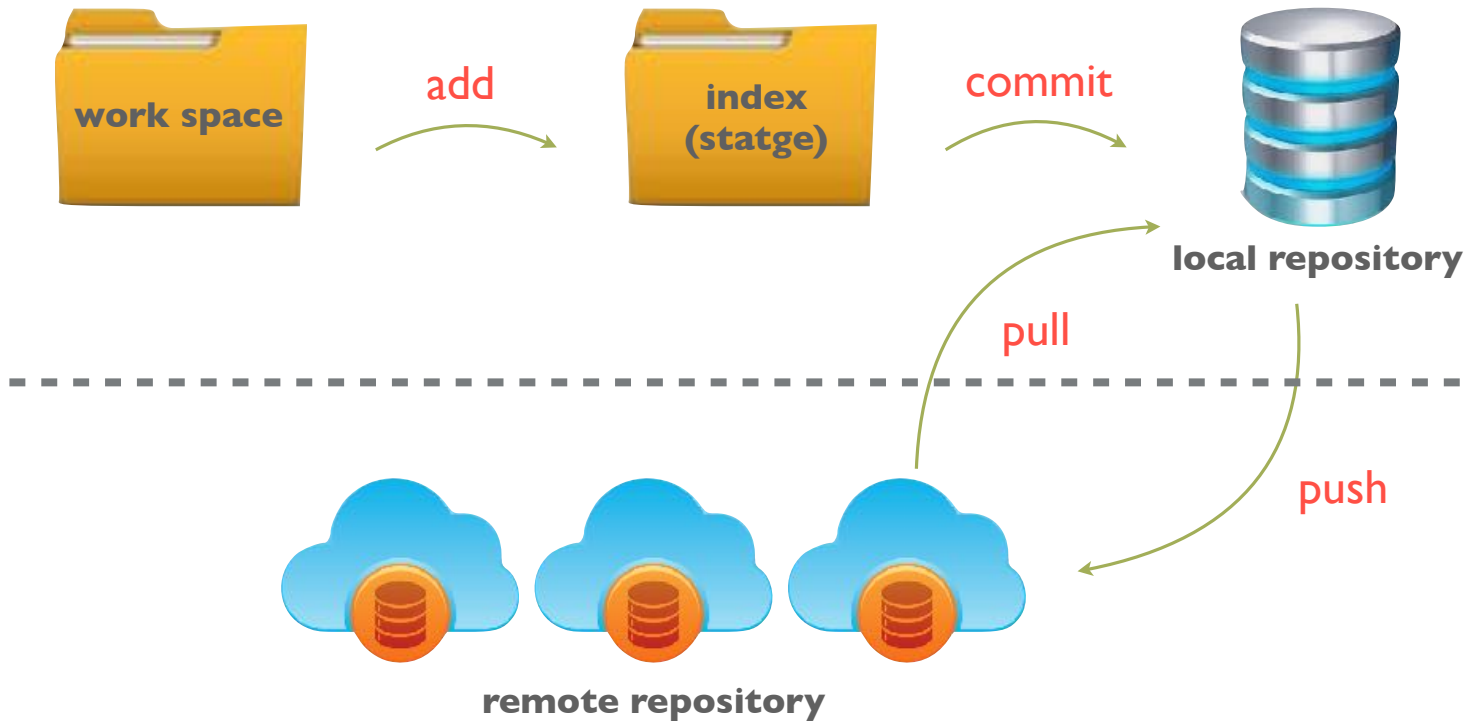 work space
add
index
(statge)
commit
local repository
pull
push
remote repository